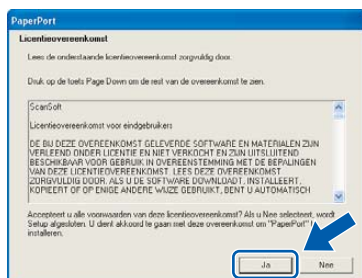 PaperPort
Licentieovereenkomst
Lees de onderstaande licentieovereenkomst zorgvuldig door.
Druk op de toets Page Down om de rest van de overeenkomst te zien.
ScanSoft
Licentieovereenkomst voor eindgebruikers
DE BIJ DEZE OVEREENKOMST GELEVERDE SOFTWARE EN MATERIALEN ZIJN
VERLEEND ONDER LICENTIE EN NIET VERKOCHT EN ZIJN UITSLUITEND
BESCHIKBAAR VOOR GEBRUIK IN OVEREENSTEMMING MET DE BEPALINGEN
VAN DEZE LICENTIEOVEREENKOMST. LEES DEZE OVEREENKOMST
ZORGVULDIG DOOR. ALS U DE SOFTWARE DOWNLOADT, INSTALLEERT,
KOPIEERT OF OP ENIGE ANDERE WIJZE GEBRUIKT, BENT U AUTOMATISCH
Accepteert u alle voorwaarden van deze licentieovereenkomst? Als u Nee selecteert, wordt
Setup afgesloten. U dient akkoord te gaan met deze overeenkomst om "PaperPort" te
installeren.
Ja
Nee